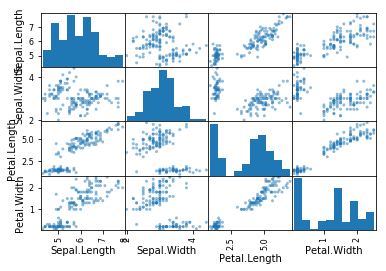 Sepal.Length
7
6
5
Sepal.Width
4
2
Petal.Length
5.0
2.5
Petal.Width
2
1
5 6 7 8 2 4 2.5 5.0 1 2
Sepal.Length Sepal.Width Petal.Length Petal.Width